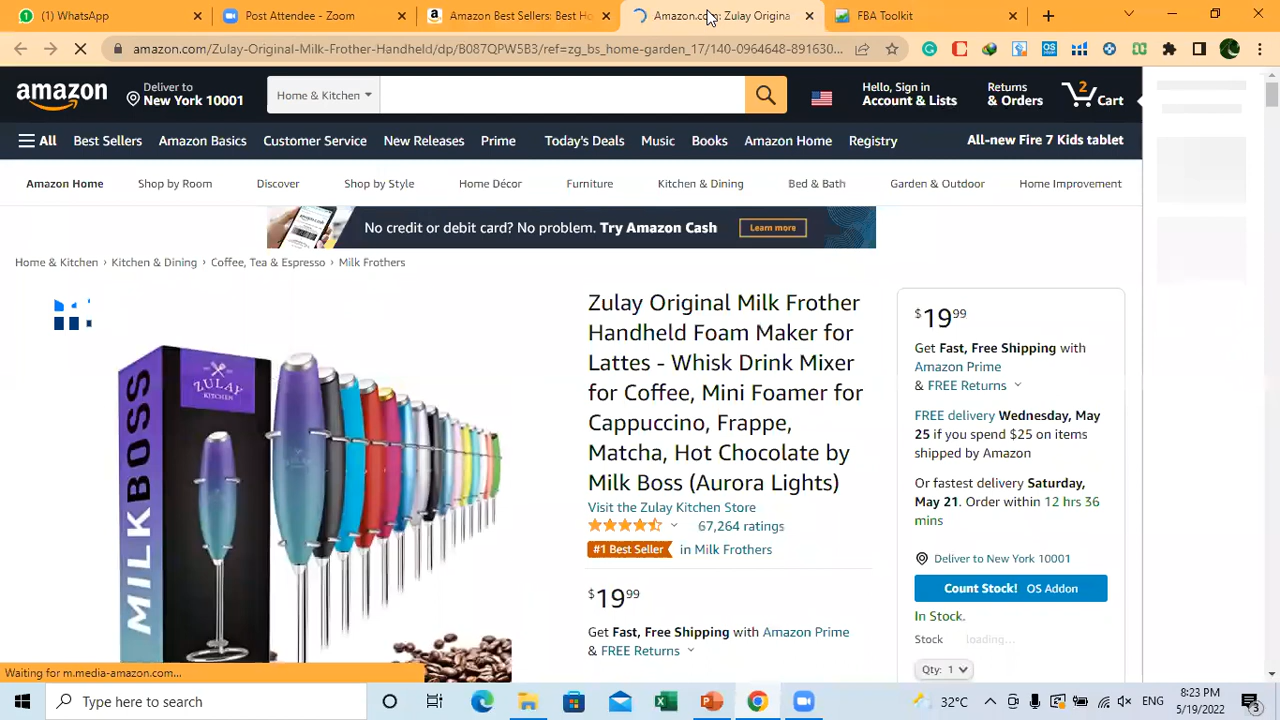 (1) WhatsApp
Post Attendee - Zoom
Amazon Best Sellers: Best Ho
Amazon.com: Zulay Origina
FBA Toolkit
amazon.com/Zulay-Original-Milk-Frother-Handheld/dp/B087QPW5B3/ref=zg_bs_home-garden_17/140-0964648-891630...
amazon
Deliver to
New York 10001
Home & Kitchen
Hello, Sign in
Account & Lists
Returns
& Orders
2
Cart
All
Best Sellers
Amazon Basics
Customer Service
New Releases
Prime
Today's Deals
Music
Books
Amazon Home
Registry
All-new Fire 7 Kids tablet
Amazon Home
Shop by Room
Discover
Shop by Style
Home Décor
Furniture
Kitchen & Dining
Bed & Bath
Garden & Outdoor
Home Improvement
No credit or debit card? No problem. Try Amazon Cash
Learn more
Home & Kitchen › Kitchen & Dining › Coffee, Tea & Espresso › Milk Frothers
ZULAY
KITCHEN
MILKBOSS
Zulay Original Milk Frother
Handheld Foam Maker for
Lattes - Whisk Drink Mixer
for Coffee, Mini Foamer for
Cappuccino, Frappe,
Matcha, Hot Chocolate by
Milk Boss (Aurora Lights)
Visit the Zulay Kitchen Store
67,264 ratings
#1 Best Seller in Milk Frothers
$19.99
Get Fast, Free Shipping with Amazon Prime
& FREE Returns
$19.99
Get Fast, Free Shipping with
Amazon Prime
& FREE Returns
FREE delivery Wednesday, May
25 if you spend $25 on items
shipped by Amazon
Or fastest delivery Saturday,
May 21. Order within 12 hrs 36
mins
Deliver to New York 10001
Count Stock! OS Addon
In Stock.
Stock loading...
Qty: 1
Waiting for m.media-amazon.com...
Type here to search
32°C
ENG
8:23 PM
5/19/2022
3